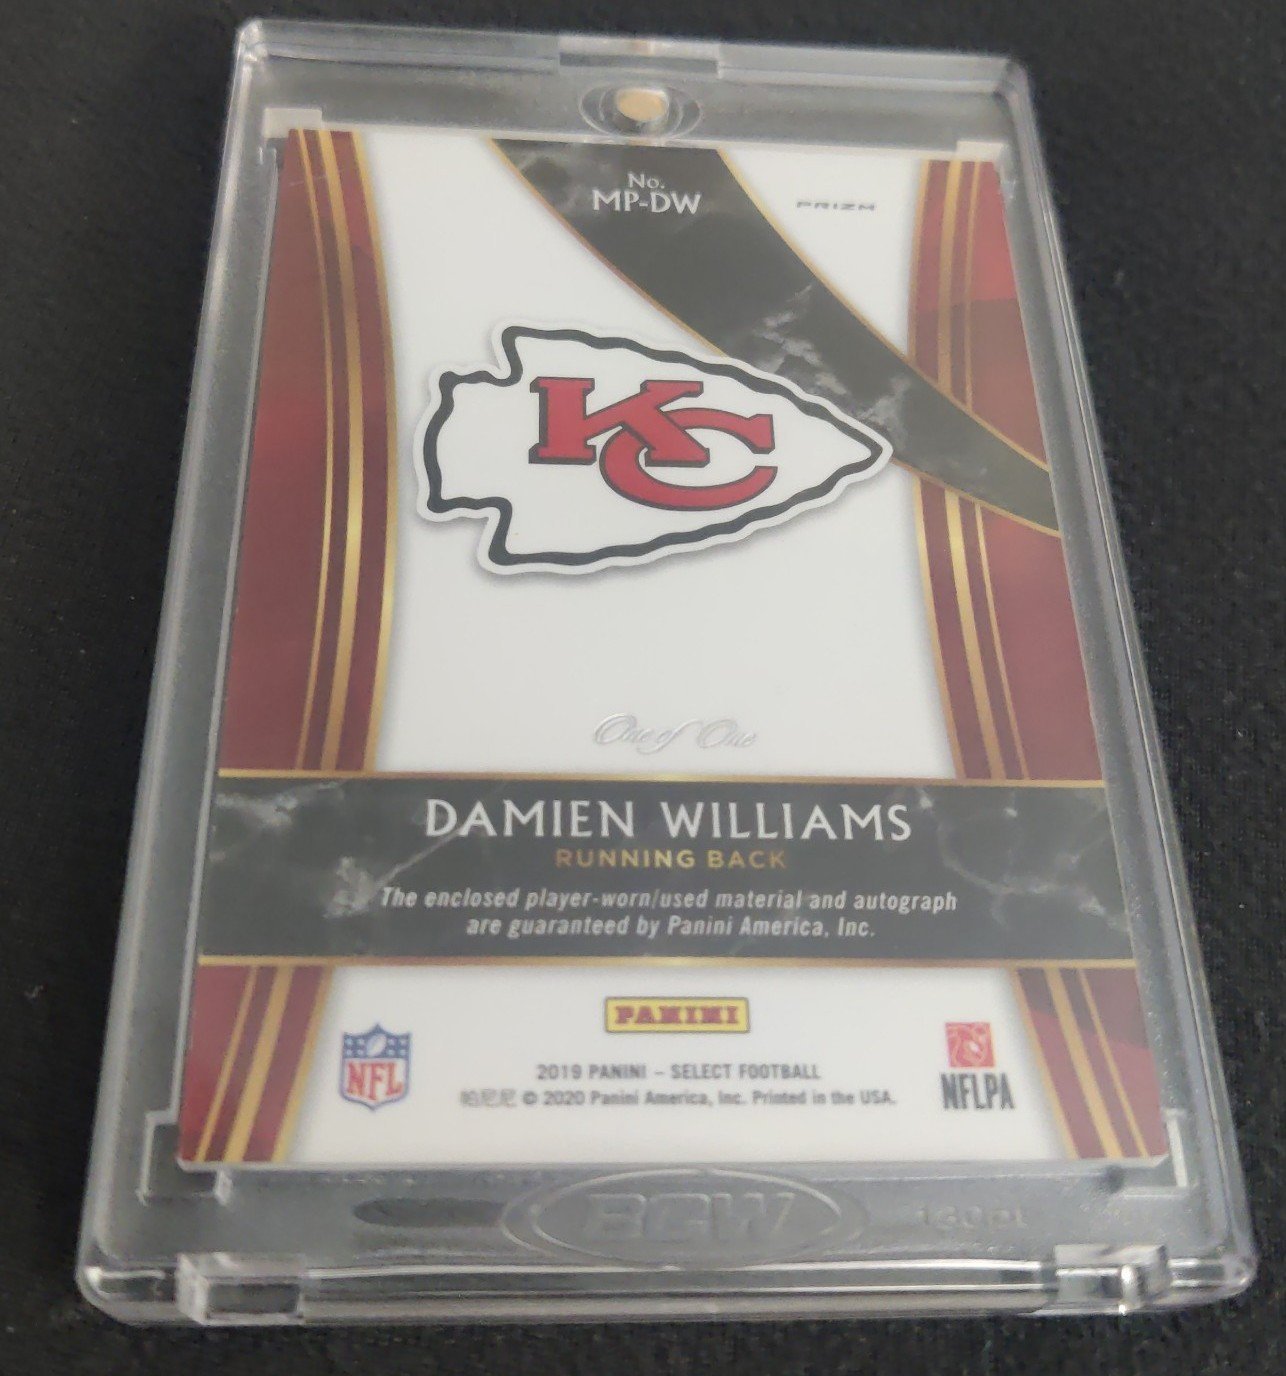 No.
MP-DW
PRIZM
KC
One of One
DAMIEN WILLIAMS
RUNNING BACK
The enclosed player-worn/used material and autograph
are guaranteed by Panini America, Inc.
PANINI
NFL
NFLPA
2019 PANINI – SELECT FOOTBALL
帕尼尼 © 2020 Panini America, Inc. Printed in the USA.
BCW